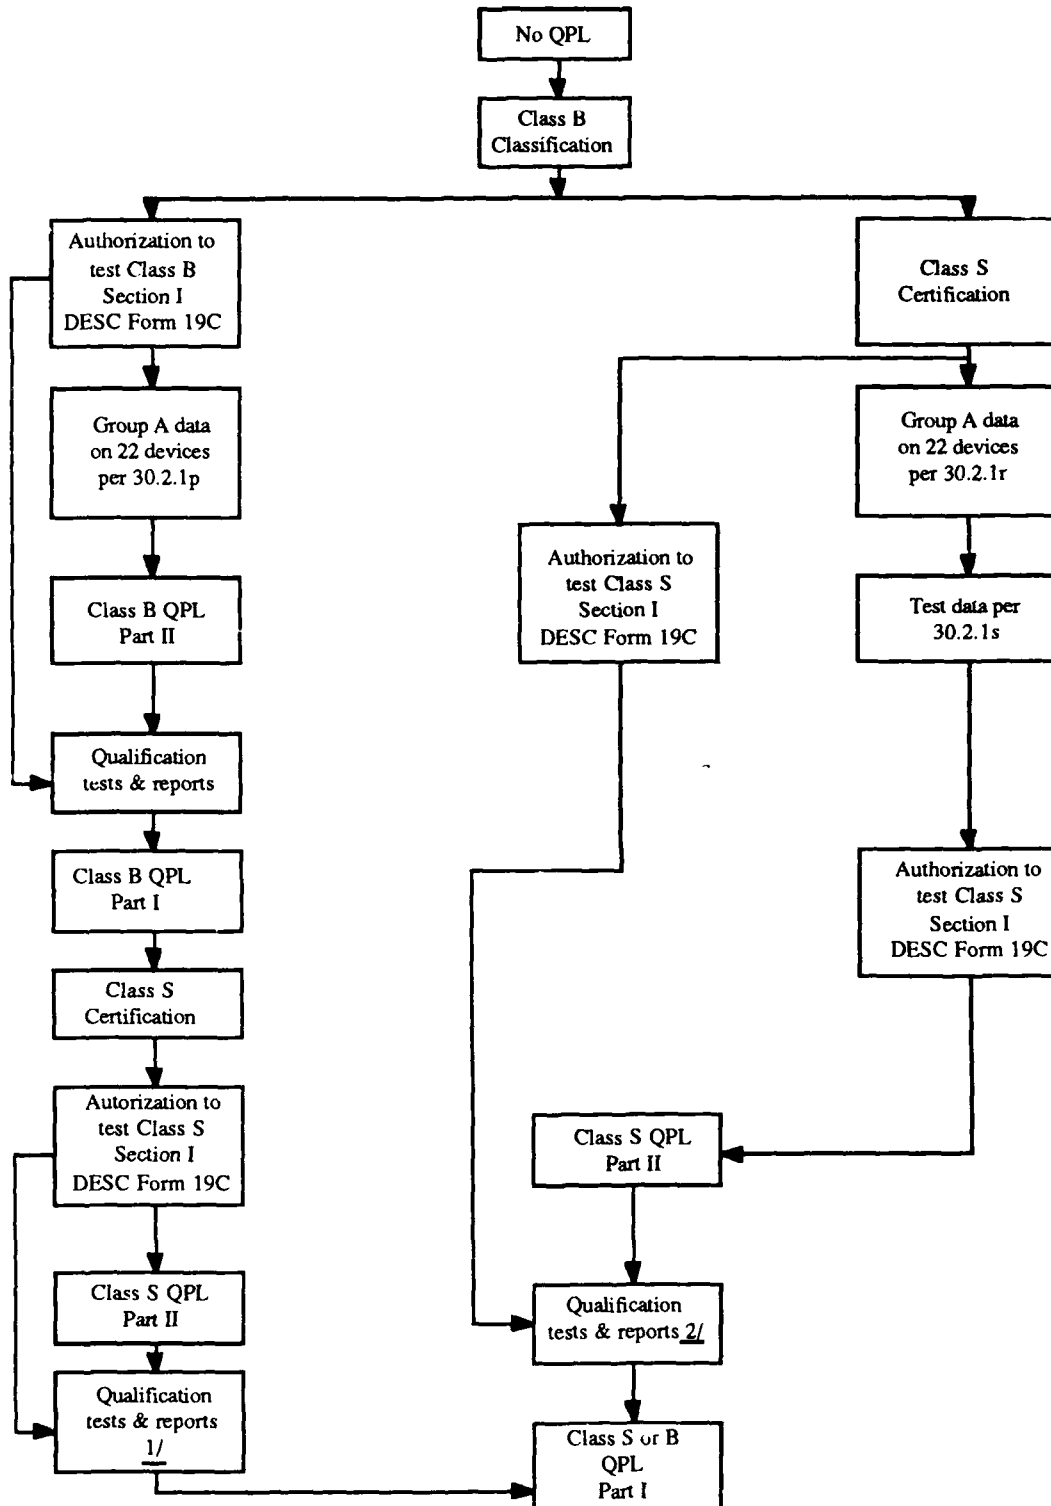 No QPL
Class B
Classification
Authorization to
test Class B
Section I
DESC Form 19C
Group A data
on 22 devices
per 30.2.1p
Class B QPL
Part II
Qualification
tests & reports
Class B QPL
Part I
Class S
Certification
Autorization to
test Class S
Section I
DESC Form 19C
Class S QPL
Part II
Qualification
tests & reports
1/
Class S
Certification
Authorization to
test Class S
Section I
DESC Form 19C
Group A data
on 22 devices
per 30.2.1r
Test data per
30.2.1s
Authorization to
test Class S
Section I
DESC Form 19C
Class S QPL
Part II
Qualification
tests & reports 2/
Class S or B
QPL
Part I